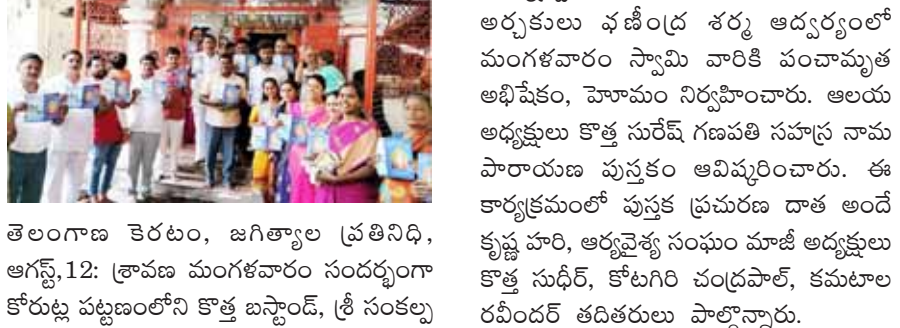 తెలంగాణ కెరటం, జగిత్యాల ప్రతినిధి,
ఆగస్ట్,12: శ్రావణ మంగళవారం సందర్భంగా
కోరుట్ల పట్టణంలోని కొత్త బస్టాండ్, శ్రీ సంకల్ప
అర్చకులు ఫణీంద్ర శర్మ ఆద్వర్యంలో
మంగళవారం స్వామి వారికి పంచామృత
అభిషేకం, హెూమం నిర్వహించారు. ఆలయ
అధ్యక్షులు కొత్త సురేష్ గణపతి సహస్ర నామ
పారాయణ పుస్తకం ఆవిష్కరించారు. ఈ
కార్యక్రమంలో పుస్తక ప్రచురణ దాత అందే
కృష్ణ హరి, ఆర్యవైశ్య సంఘం మాజీ అద్యక్షులు
కొత్త సుధీర్, కోటగిరి చంద్రపాల్, కమటాల
రవీందర్ తదితరులు పాల్గొన్నారు.